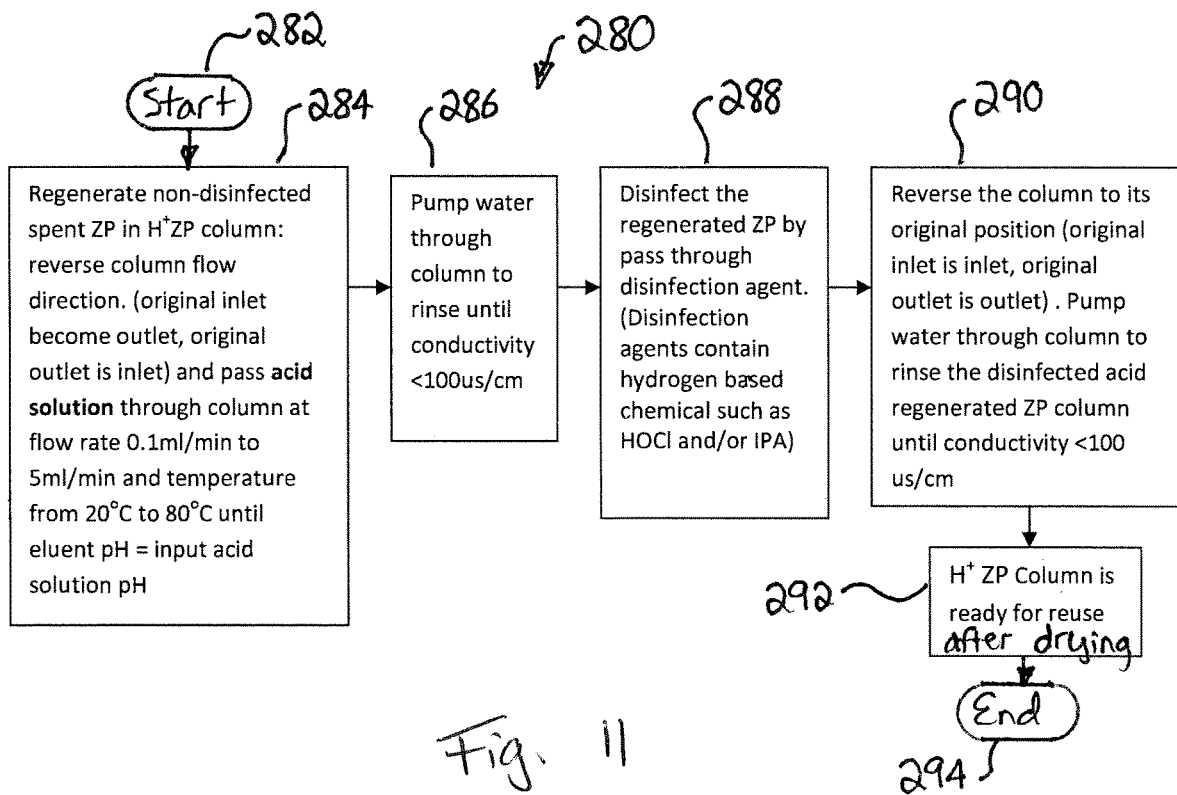 282
280
Start
284
286
288
290
Regenerate non-disinfected
spent ZP in H⁺ZP column:
reverse column flow
direction. (original inlet
become outlet, original
outlet is inlet) and pass acid
solution through column at
flow rate 0.1ml/min to
5ml/min and temperature
from 20°C to 80°C until
eluent pH = input acid
solution pH
Pump water
through
column to
rinse until
conductivity
<100us/cm
Disinfect the
regenerated ZP by
pass through
disinfection agent.
(Disinfection
agents contain
hydrogen based
chemical such as
HOCl and/or IPA)
Reverse the column to its
original position (original
inlet is inlet, original
outlet is outlet) . Pump
water through column to
rinse the disinfected acid
regenerated ZP column
until conductivity <100
us/cm
292
H⁺ ZP Column is
ready for reuse
after drying
End
294
Fig. 11